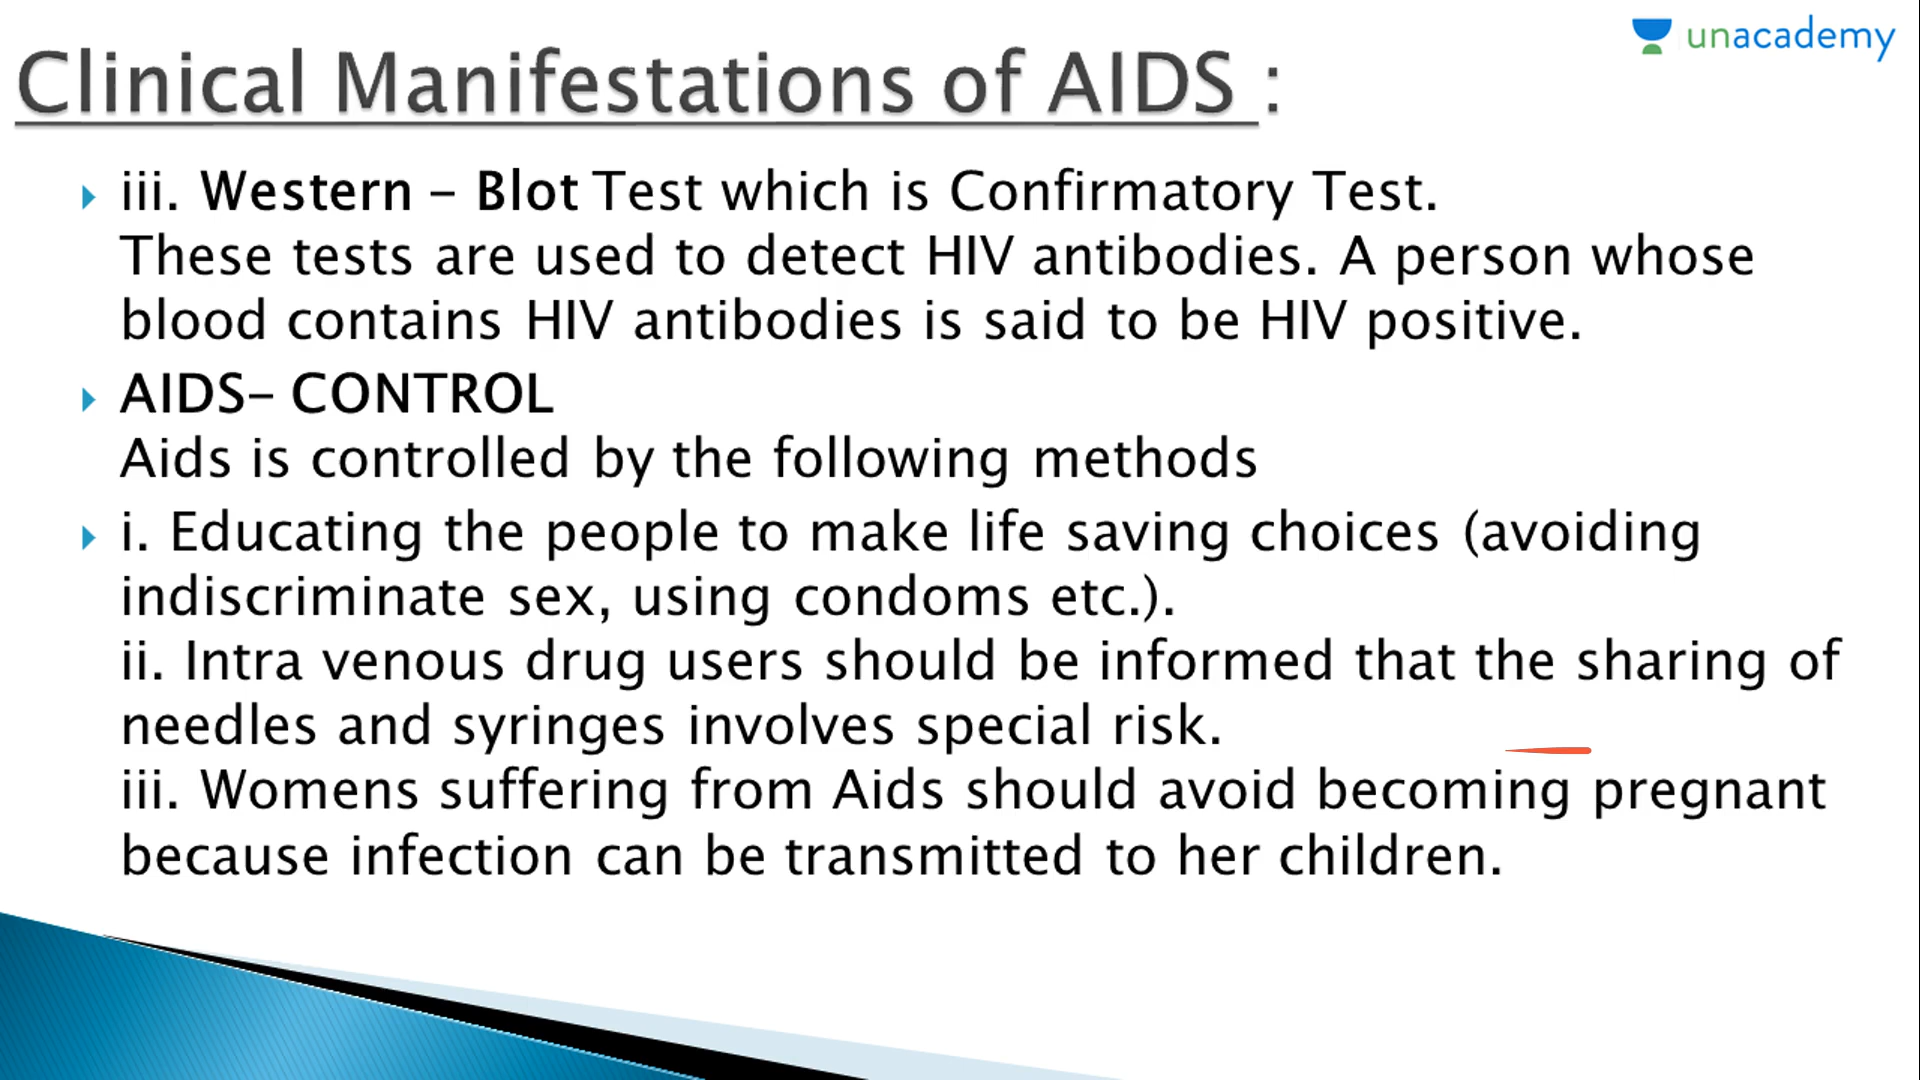 unacademy
Clinical Manifestations of AIDS :
iii. Western – Blot Test which is Confirmatory Test.
These tests are used to detect HIV antibodies. A person whose
blood contains HIV antibodies is said to be HIV positive.
AIDS– CONTROL
Aids is controlled by the following methods
i. Educating the people to make life saving choices (avoiding
indiscriminate sex, using condoms etc.).
ii. Intra venous drug users should be informed that the sharing of
needles and syringes involves special risk.
iii. Womens suffering from Aids should avoid becoming pregnant
because infection can be transmitted to her children.